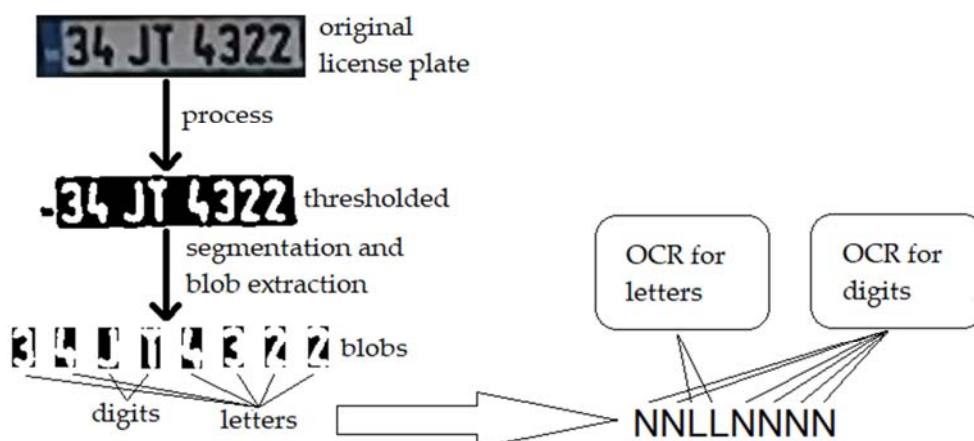 34 JT 4322
original
license plate
process
34 JT 4322
thresholded
segmentation and
blob extraction
3 4 J T 4 3 2 2
blobs
digits
letters
OCR for
letters
OCR for
digits
NNLLNNNN